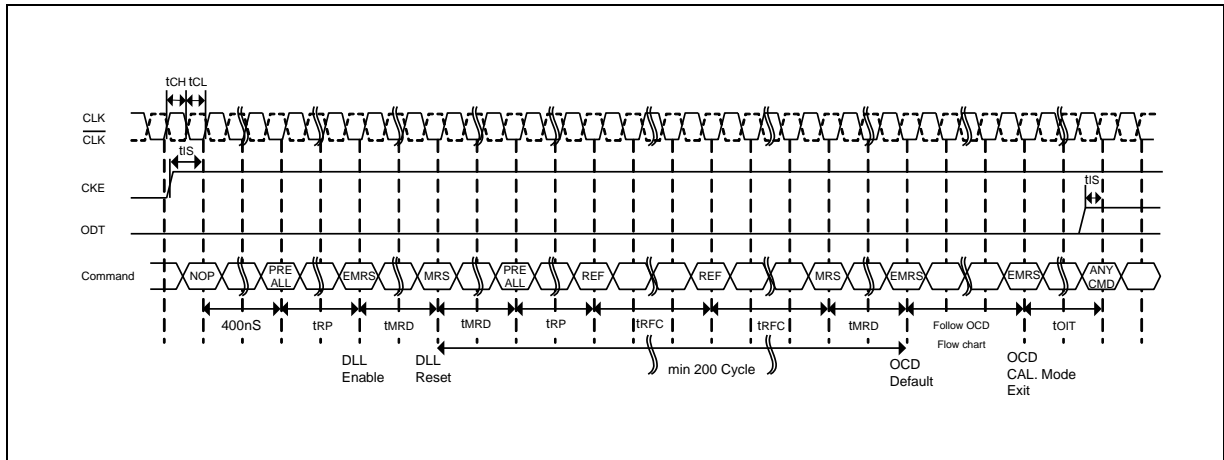 tCH tCL
CLK
CLK
tIS
CKE
tIS
ODT
Command
NOP
PRE
ALL
EMRS
MRS
PRE
ALL
REF
REF
MRS
EMRS
EMRS
ANY
CMD
400nS
tRP
tMRD
tMRD
tRP
tRFC
tRFC
tMRD
Follow OCD
Flow chart
tOIT
DLL
Enable
DLL
Reset
min 200 Cycle
OCD
Default
OCD
CAL. Mode
Exit